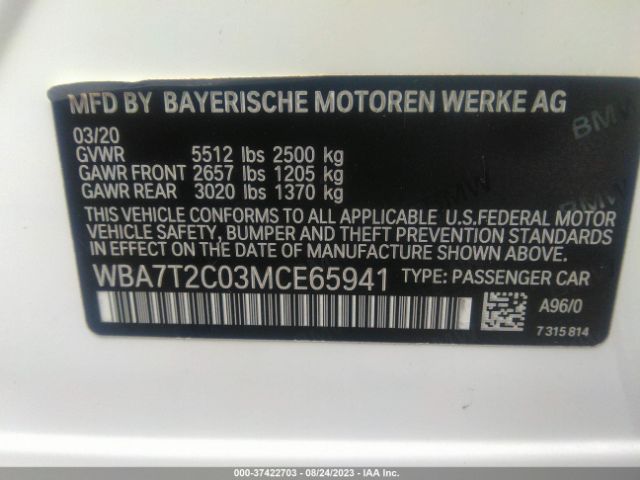 MFD BY BAYERISCHE MOTOREN WERKE AG
03/20
GVWR 5512 lbs 2500 kg
GAWR FRONT 2657 lbs 1205 kg
GAWR REAR 3020 lbs 1370 kg
THIS VEHICLE CONFORMS TO ALL APPLICABLE U.S.FEDERAL MOTOR
VEHICLE SAFETY, BUMPER, AND THEFT PREVENTION STANDARDS
IN EFFECT ON THE DATE OF MANUFACTURE SHOWN ABOVE.
WBA7T2C03MCE65941 TYPE: PASSENGER CAR
A96/0
7 315 814
BMW
BMW
000-37422703 - 08/24/2023 - IAA Inc.